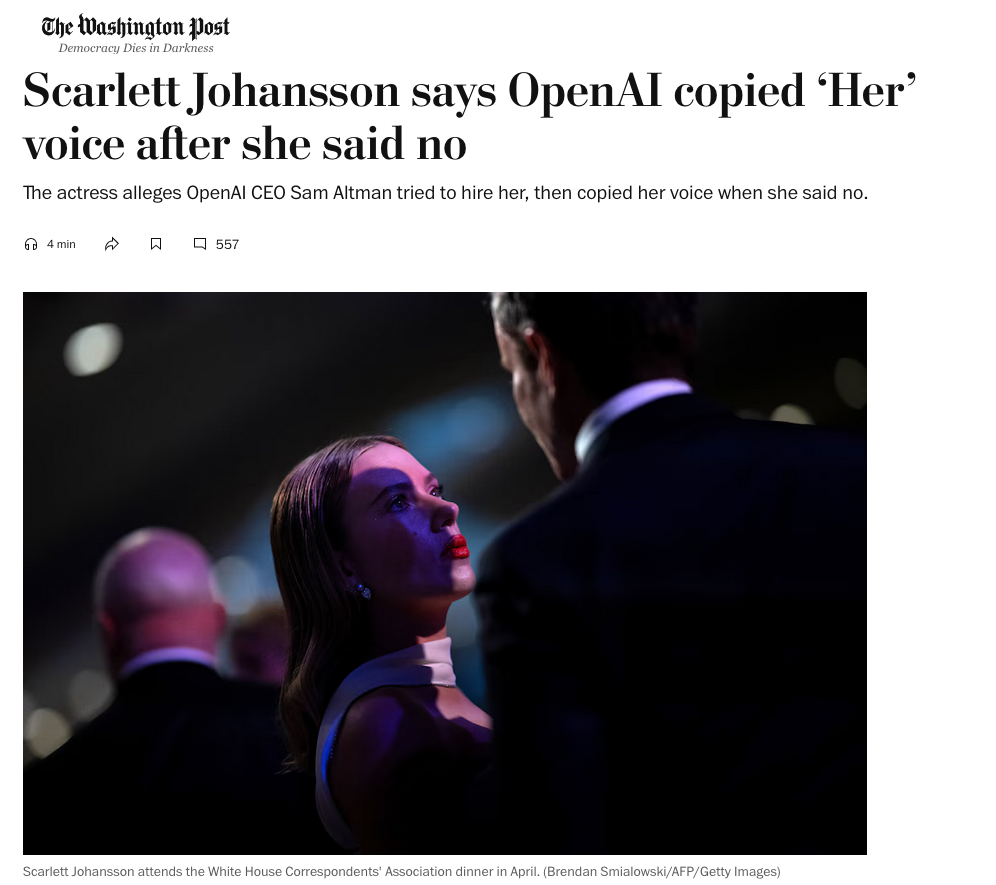 The Washington Post
Democracy Dies in Darkness
Scarlett Johansson says OpenAI copied ‘Her’
voice after she said no
The actress alleges OpenAI CEO Sam Altman tried to hire her, then copied her voice when she said no.
4 min 557
Scarlett Johansson attends the White House Correspondents' Association dinner in April. (Brendan Smialowski/AFP/Getty Images)